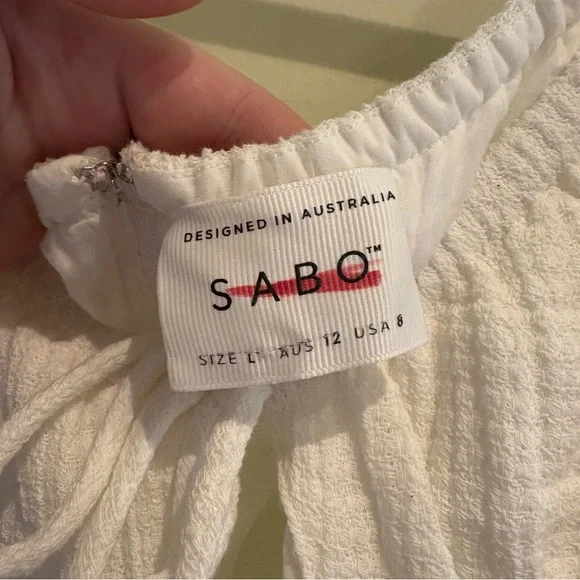 DESIGNED IN AUSTRALIA
SABO™
SIZE L AUS 12 USA 8